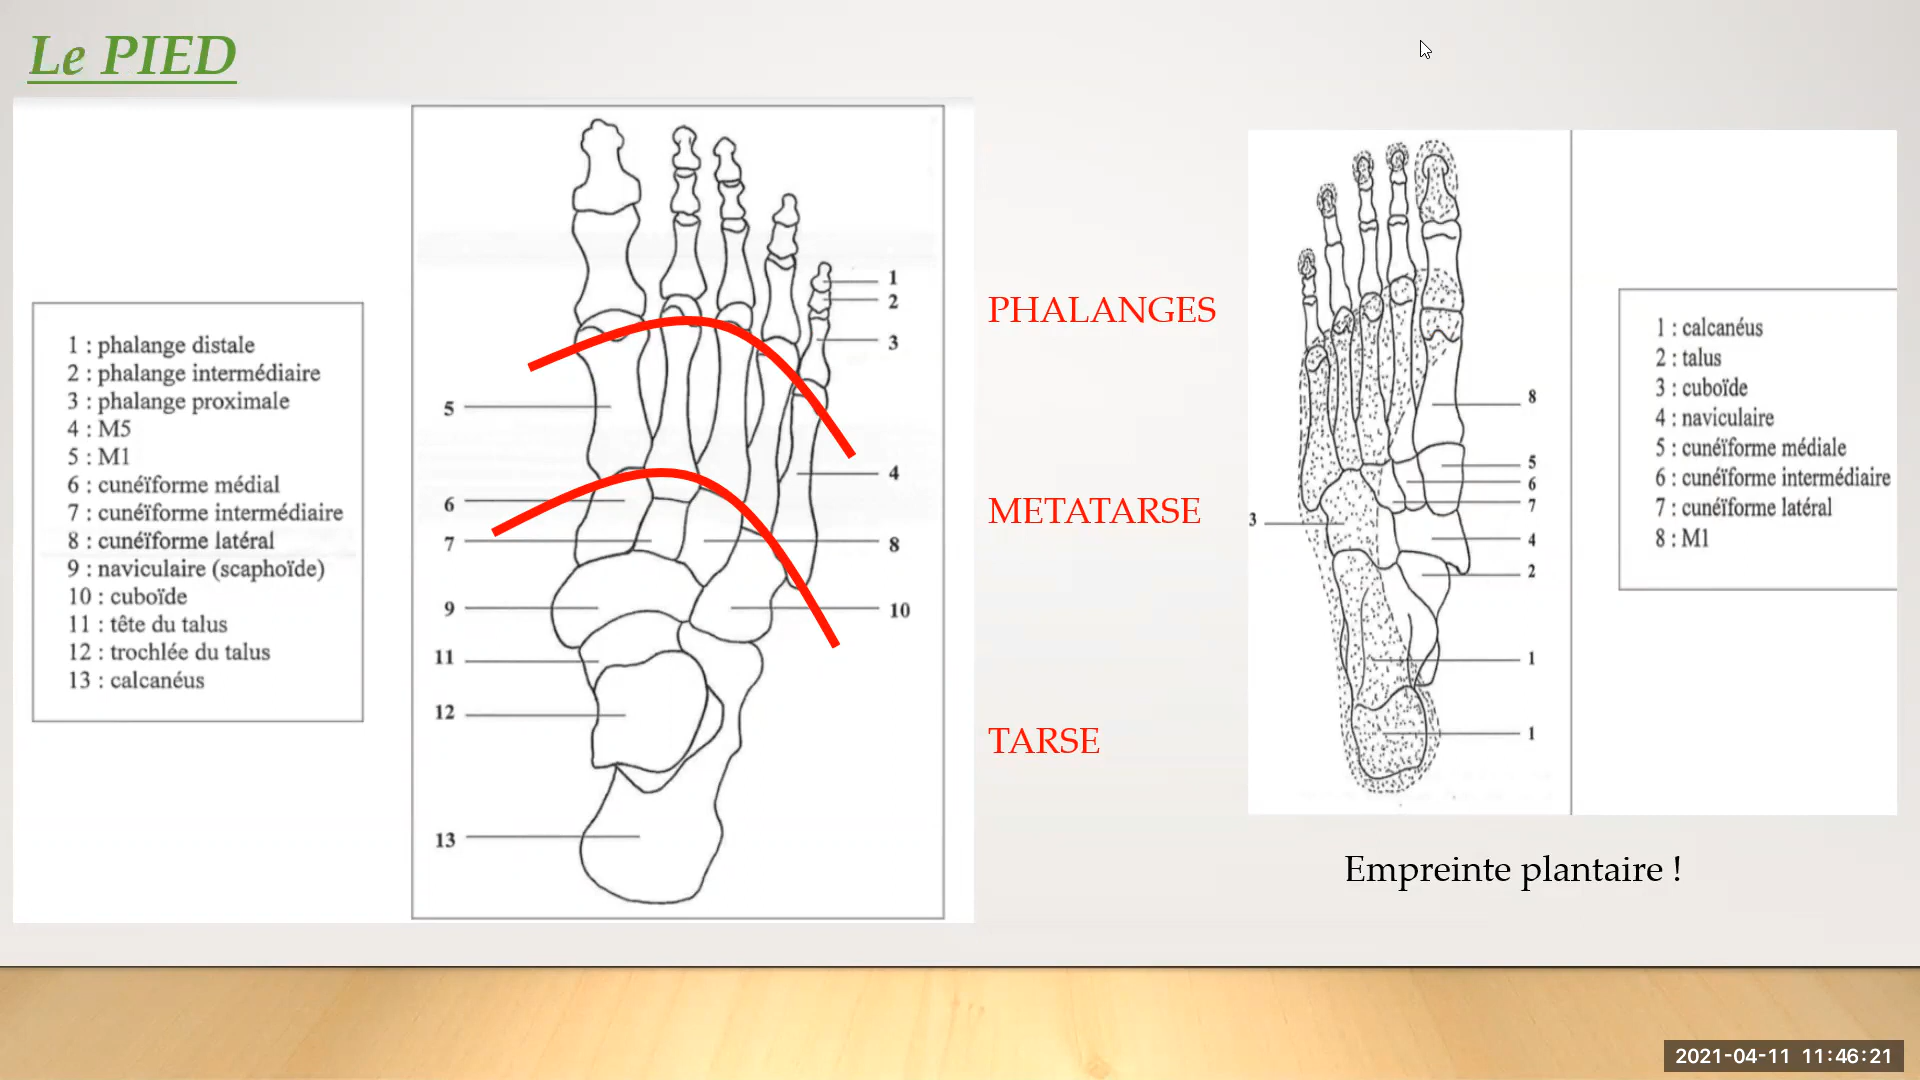 Le PIED
1 : phalange distale
2 : phalange intermédiaire
3 : phalange proximale
4 : M5
5 : M1
6 : cunéïforme médial
7 : cunéïforme intermédiaire
8 : cunéïforme latéral
9 : naviculaire (scaphoïde)
10 : cuboïde
11 : tête du talus
12 : trochlée du talus
13 : calcanéus
1
2
3
5
4
6
7
8
9
10
11
12
13
PHALANGES
METATARSE
TARSE
8
5
6
7
3
4
2
1
1
1 : calcanéus
2 : talus
3 : cuboïde
4 : naviculaire
5 : cunéïforme médiale
6 : cunéïforme intermédiaire
7 : cunéïforme latéral
8 : M1
Empreinte plantaire !
2021-04-11 11:46:21